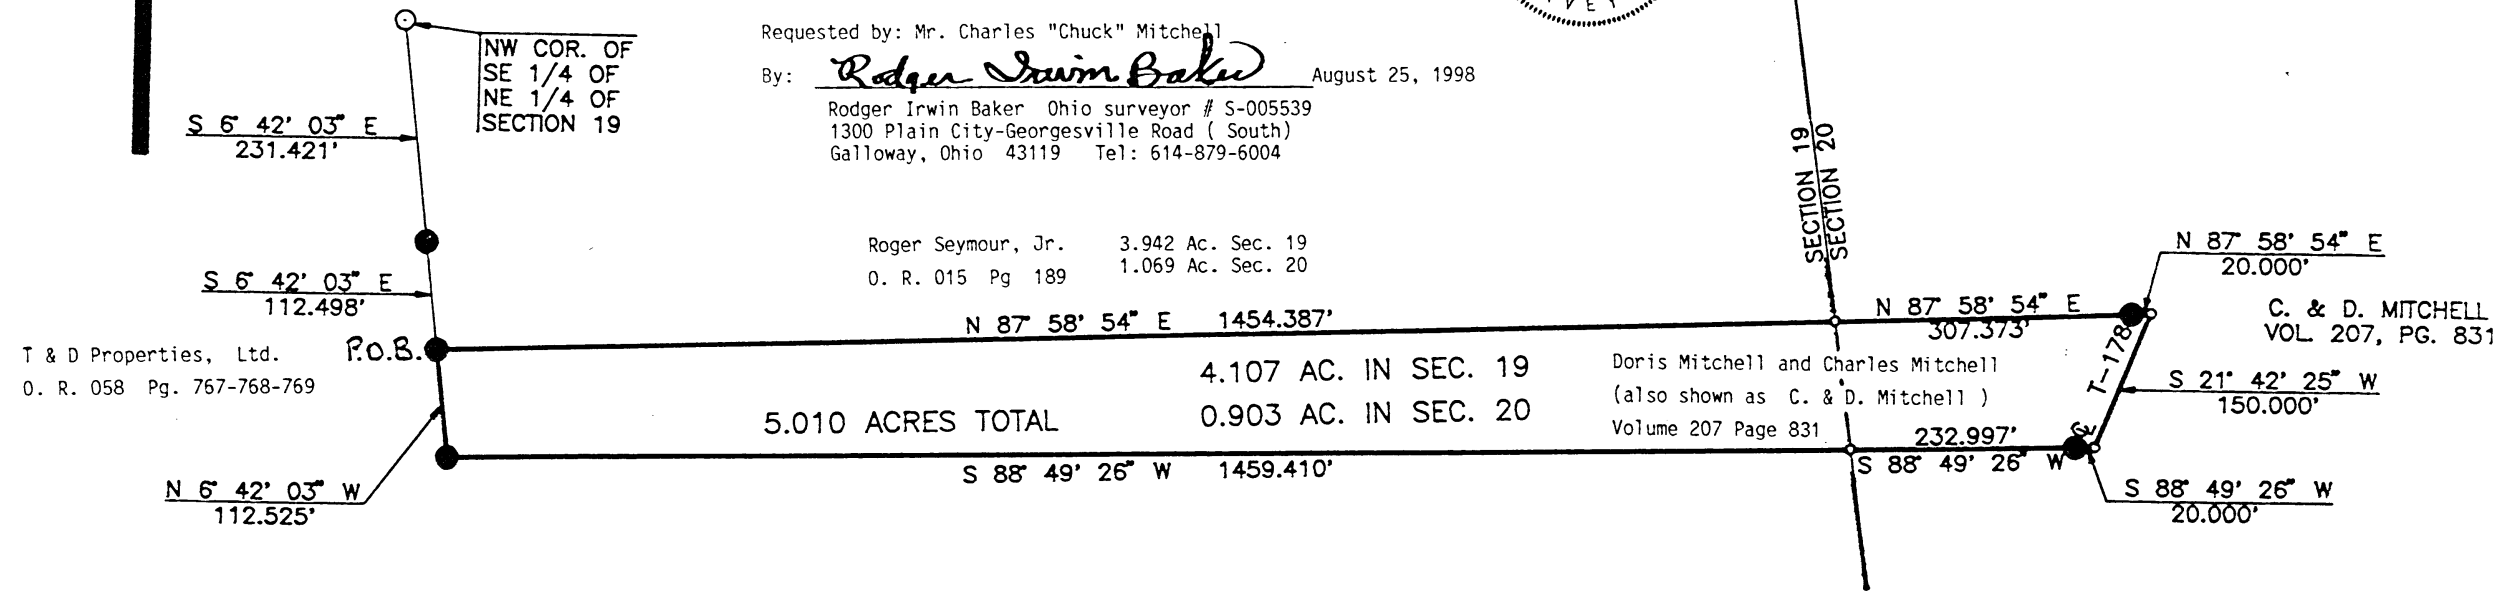 V E Y
Requested by: Mr. Charles "Chuck" Mitchell
By: Rodger Irwin Baker August 25, 1998
Rodger Irwin Baker Ohio surveyor # S-005539
1300 Plain City-Georgesville Road ( South)
Galloway, Ohio 43119 Tel: 614-879-6004
NW COR. OF
SE 1/4 OF
NE 1/4 OF
SECTION 19
S 6° 42' 03" E
231.421'
SECTION 19
SECTION 20
Roger Seymour, Jr. 3.942 Ac. Sec. 19
1.069 Ac. Sec. 20
O. R. 015 Pg 189
S 6° 42' 03" E
112.498'
N 87° 58' 54" E
20.000'
N 87° 58' 54" E 1454.387'
N 87° 58' 54" E
307.373'
C. & D. MITCHELL
VOL. 207, PG. 831
P.O.B.
T & D Properties, Ltd.
O. R. 058 Pg. 767-768-769
4.107 AC. IN SEC. 19
0.903 AC. IN SEC. 20
5.010 ACRES TOTAL
Doris Mitchell and Charles Mitchell
(also shown as C. & D. Mitchell )
Volume 207 Page 831
T-178
S 21° 42' 25" W
150.000'
232.997'
S 88° 49' 26" W
S 88° 49' 26" W 1459.410'
S 88° 49' 26" W
20.000'
N 6° 42' 03" W
112.525'